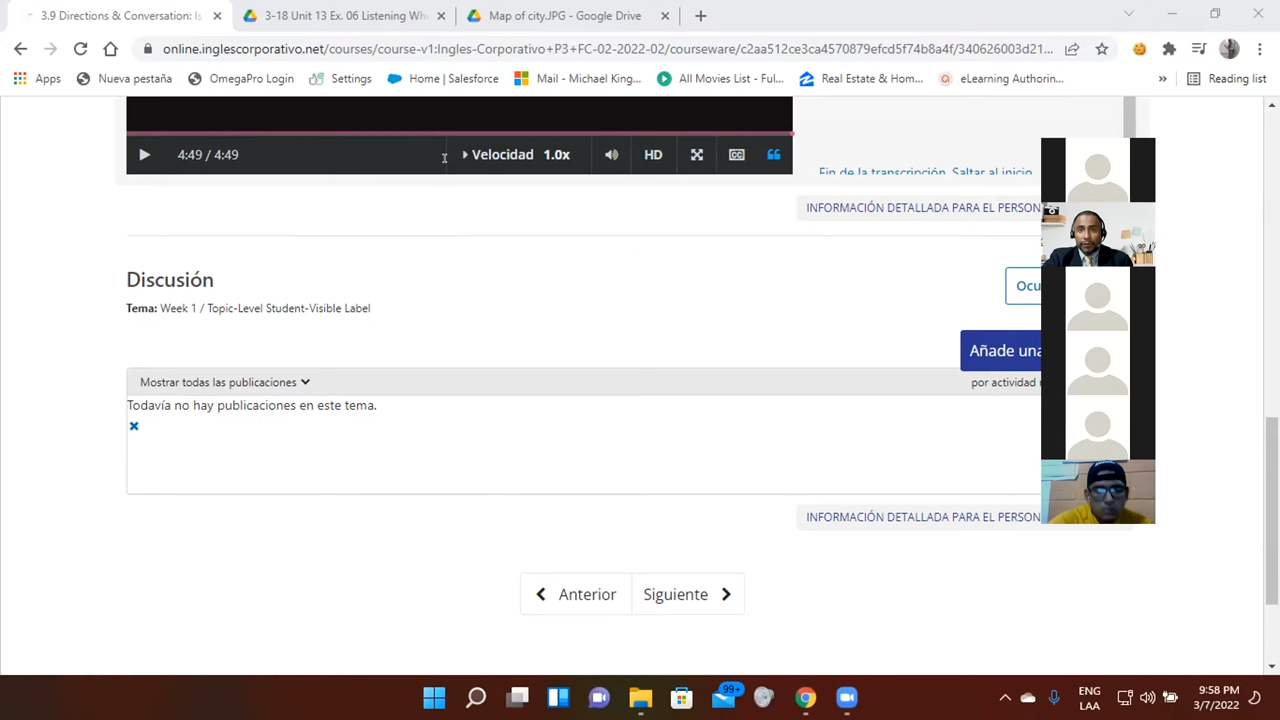 3.9 Directions & Conversation: Is
3-18 Unit 13 Ex. 06 Listening Wh
Map of city.JPG - Google Drive
online.inglescorporativo.net/courses/course-v1:Ingles-Corporativo+P3+FC-02-2022-02/courseware/c2aa512ce3ca4570879efcd5f74b8a4f/340626003d21...
Apps
Nueva pestaña
OmegaPro Login
Settings
Home | Salesforce
Mail - Michael King...
All Movies List - Ful...
Real Estate & Hom...
eLearning Authorin...
»
Reading list
4:49 / 4:49
Velocidad 1.0x
HD
CC
Fin de la transcripción. Saltar al inicio.
INFORMACIÓN DETALLADA PARA EL PERSON
Discusión
Tema: Week 1 / Topic-Level Student-Visible Label
Ocu
Añade una
Mostrar todas las publicaciones
por actividad
Todavía no hay publicaciones en este tema.
INFORMACIÓN DETALLADA PARA EL PERSON
Anterior
Siguiente
99+
ENG
LAA
9:58 PM
3/7/2022